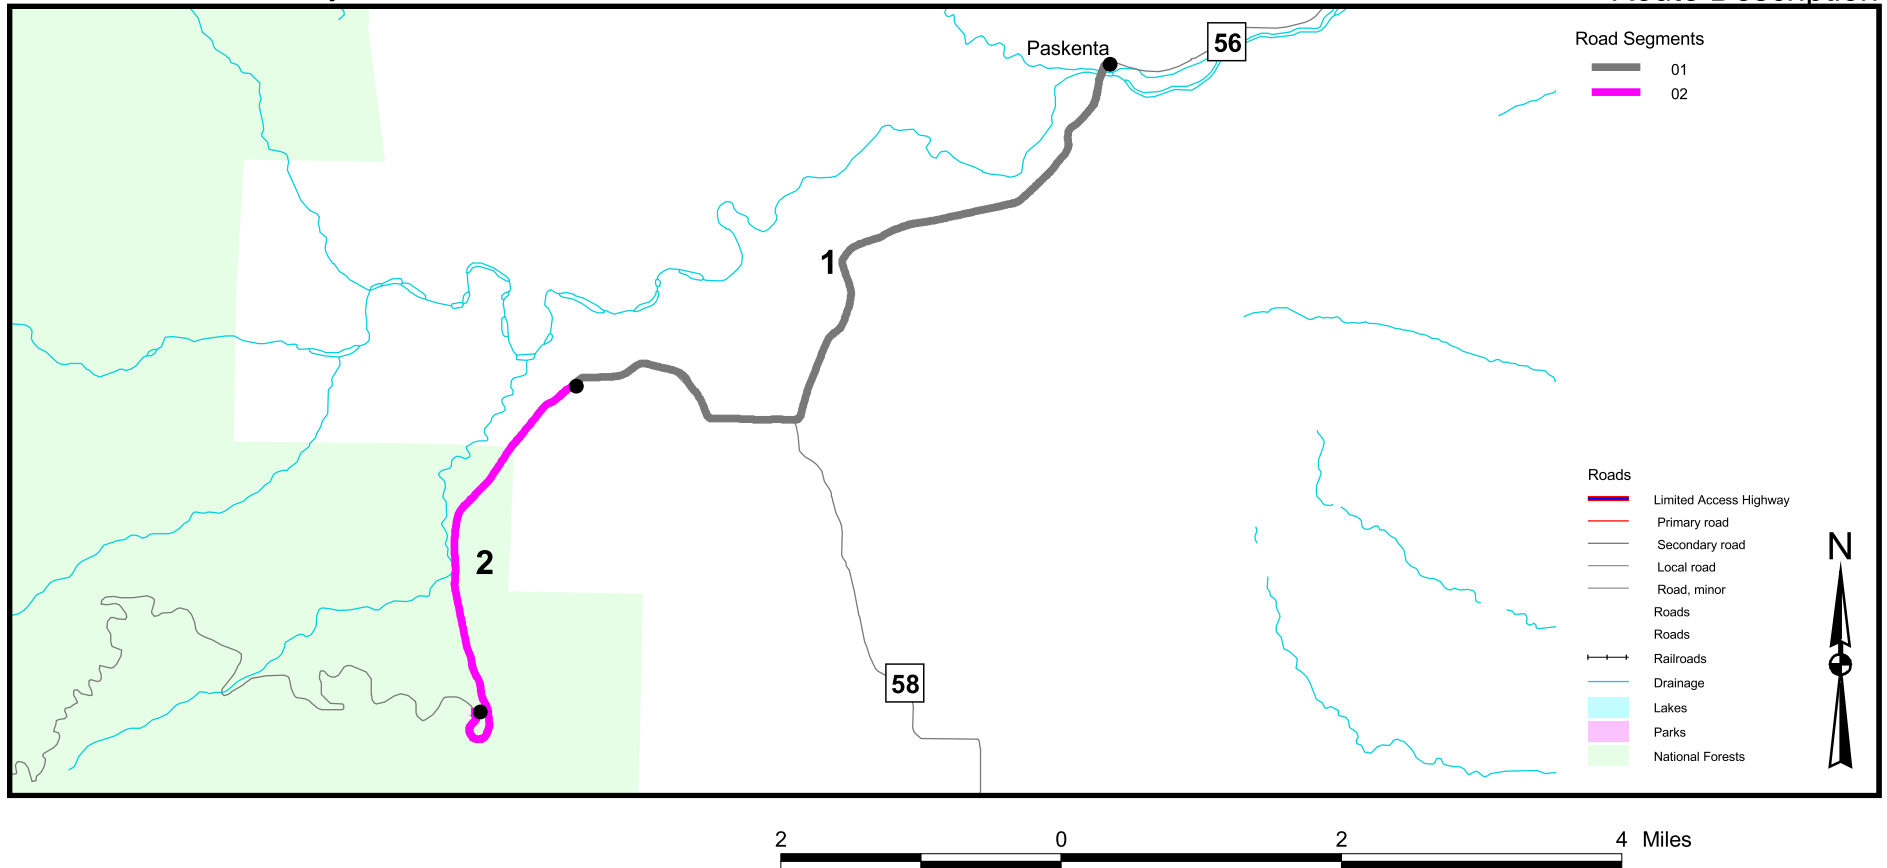 Paskenta
56
Road Segments
01
02
1
2
58
Roads
Limited Access Highway
Primary road
Secondary road
Local road
Road, minor
Roads
Roads
Railroads
Drainage
Lakes
Parks
National Forests
N
2 0 2 4 Miles